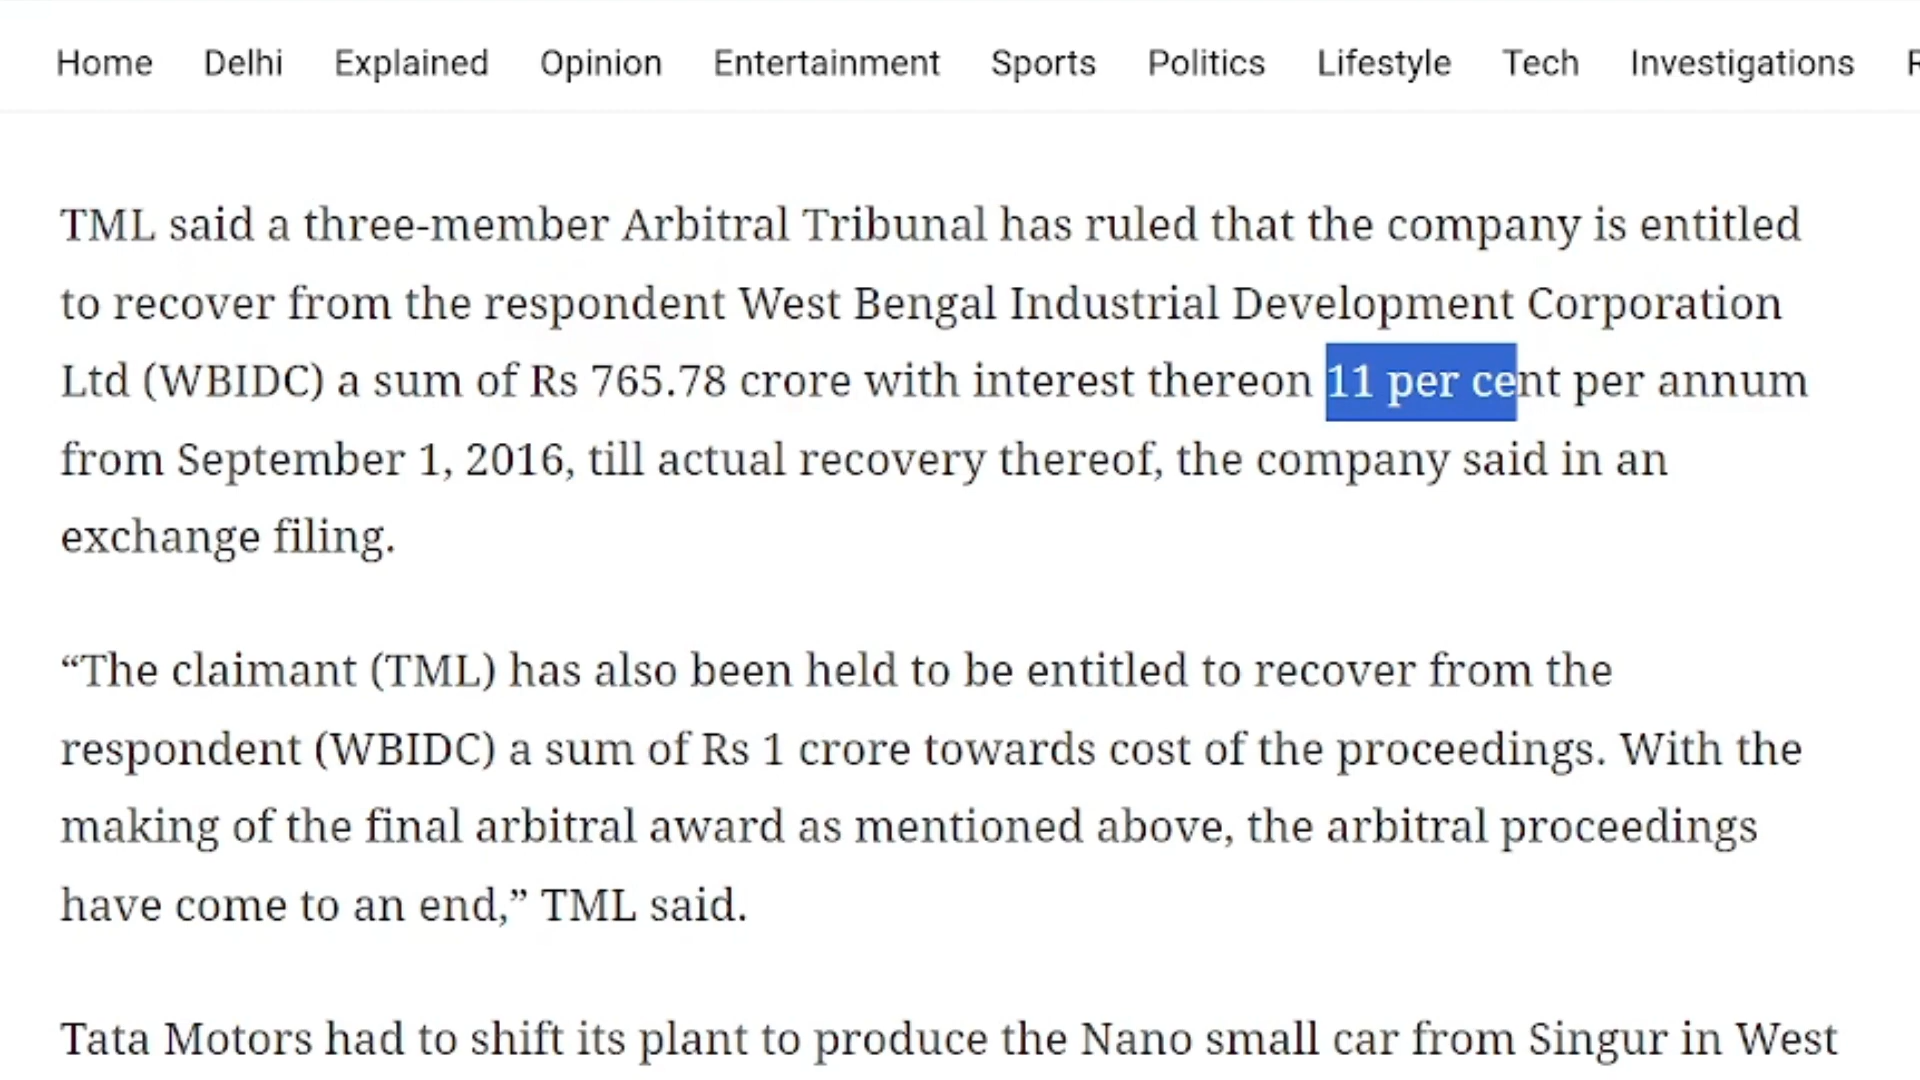 Home Delhi Explained Opinion Entertainment Sports Politics Lifestyle Tech Investigations
TML said a three-member Arbitral Tribunal has ruled that the company is entitled
to recover from the respondent West Bengal Industrial Development Corporation
Ltd (WBIDC) a sum of Rs 765.78 crore with interest thereon 11 per cent per annum
from September 1, 2016, till actual recovery thereof, the company said in an
exchange filing.
“The claimant (TML) has also been held to be entitled to recover from the
respondent (WBIDC) a sum of Rs 1 crore towards cost of the proceedings. With the
making of the final arbitral award as mentioned above, the arbitral proceedings
have come to an end,” TML said.
Tata Motors had to shift its plant to produce the Nano small car from Singur in West